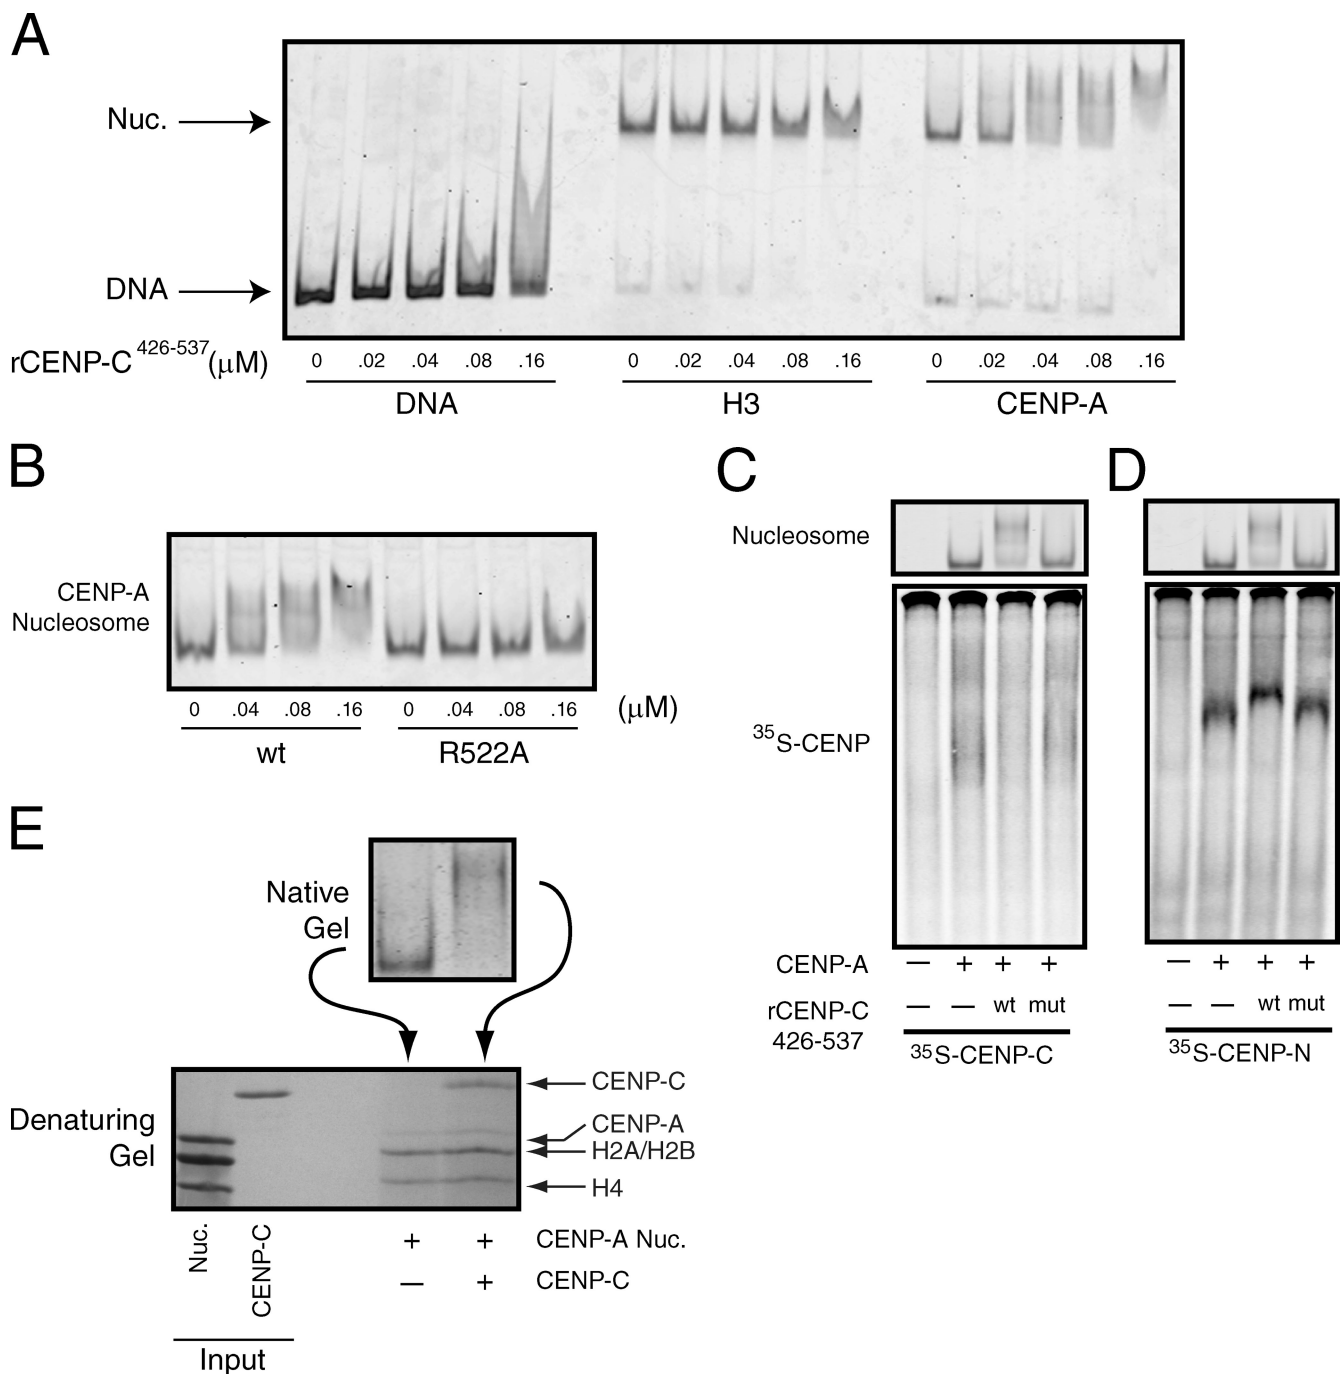 A
Nuc.
DNA
rCENP-C 426-537 (μM)
0 .02 .04 .08 .16 0 .02 .04 .08 .16 0 .02 .04 .08 .16
DNA H3 CENP-A
B
CENP-A
Nucleosome
0 .04 .08 .16 0 .04 .08 .16 (μM)
wt R522A
C
Nucleosome
35S-CENP
CENP-A — + + +
rCENP-C — — wt mut
426-537
35S-CENP-C
D
— + + +
— — wt mut
35S-CENP-N
E
Native
Gel
Denaturing
Gel
CENP-C
CENP-A
H2A/H2B
H4
Nuc.
CENP-C
Input
+ + CENP-A Nuc.
— + CENP-C